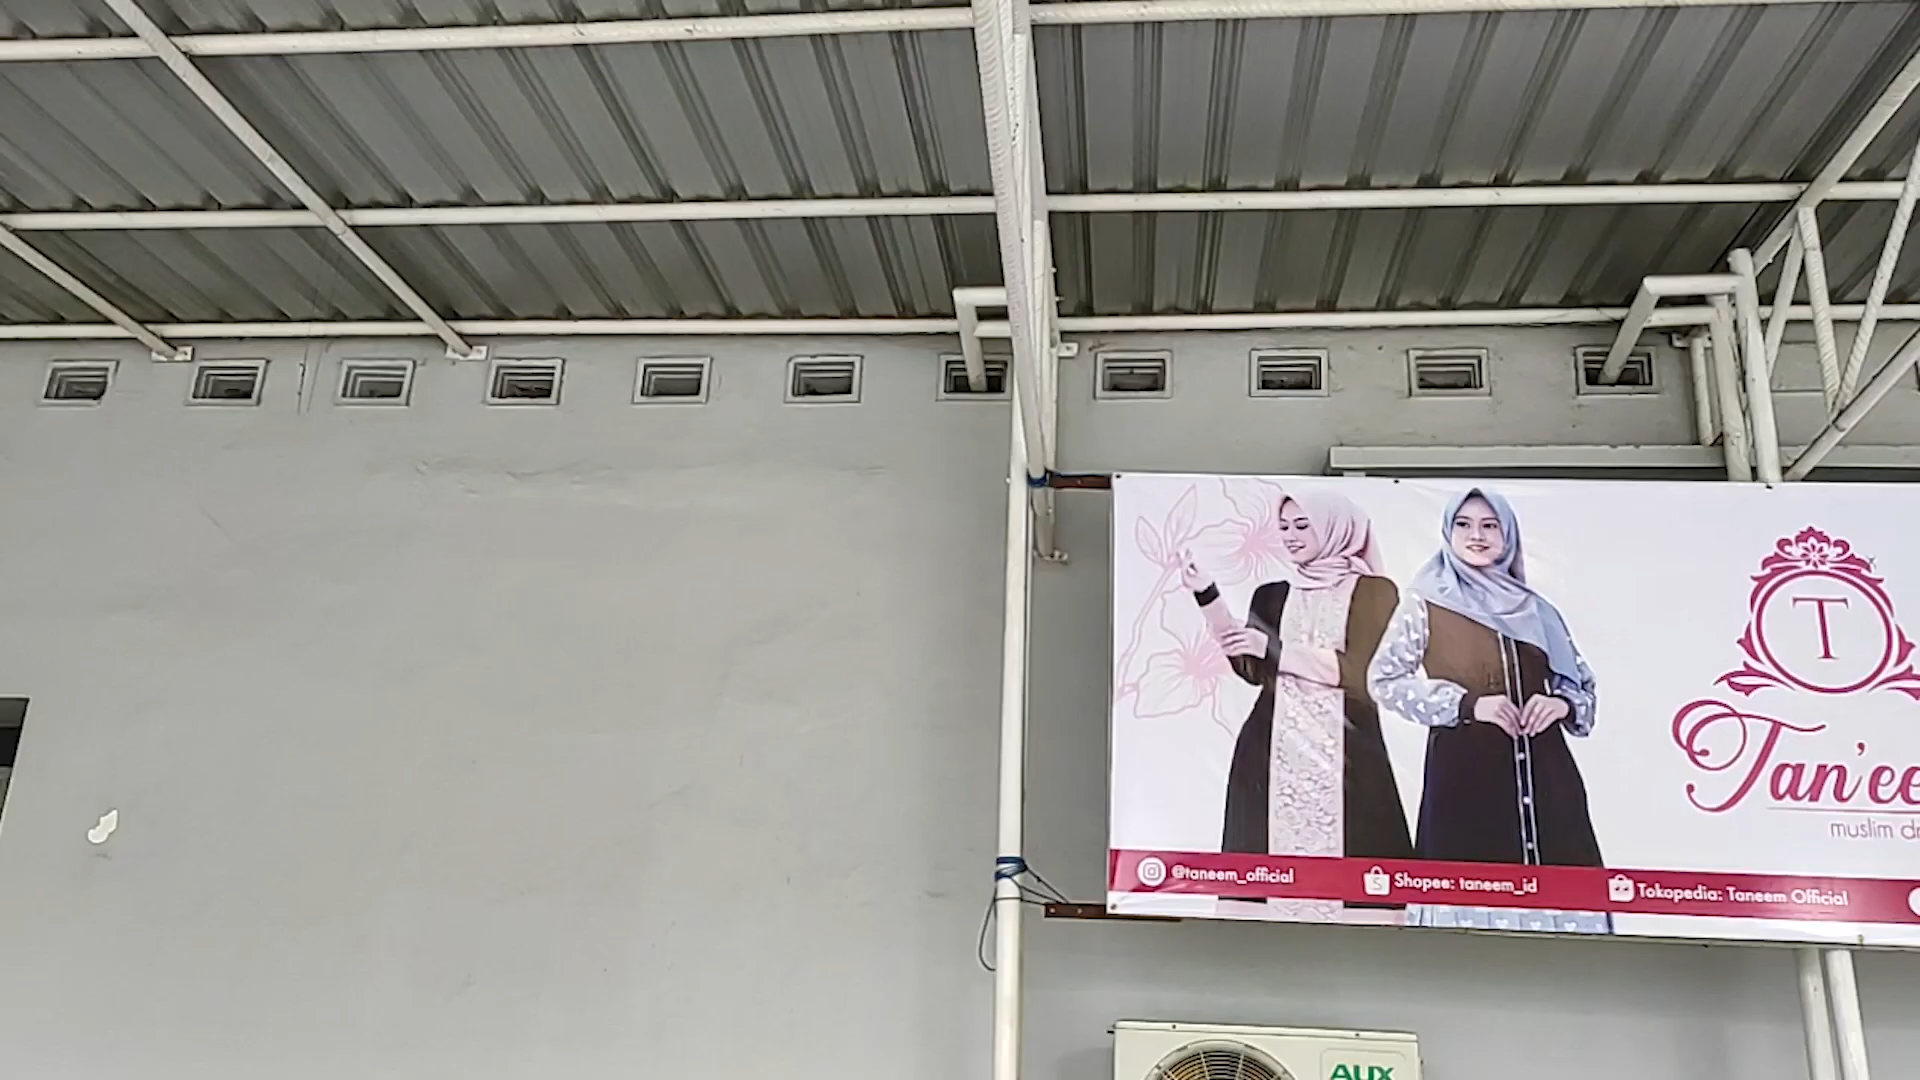 T
Tan'ee
muslim dr
@taneem_official
Shopee: taneem_id
Tokopedia: Taneem Official
AUX